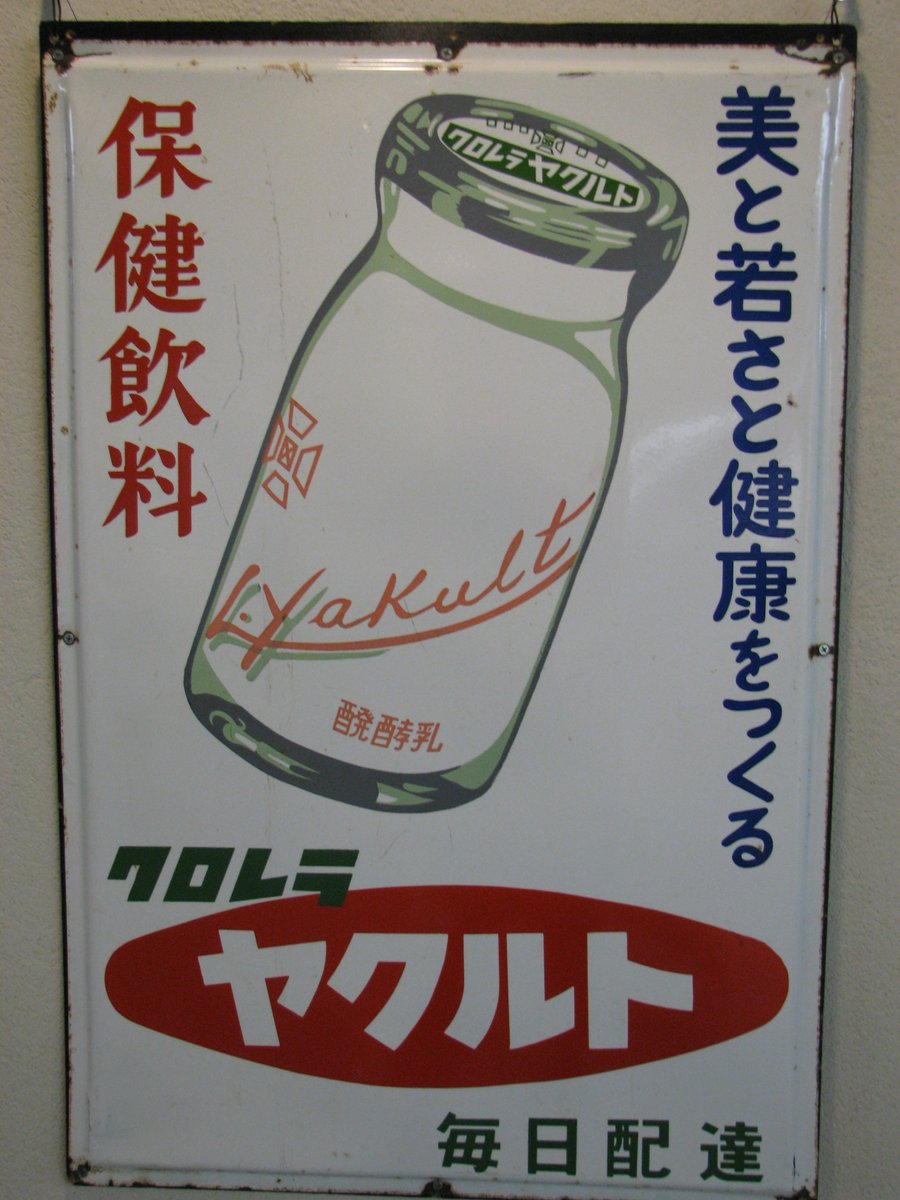 美と若さと健康をつくる
保健飲料
クロレラヤクルト
Yakult
醗酵乳
クロレラ
ヤクルト
毎日配達